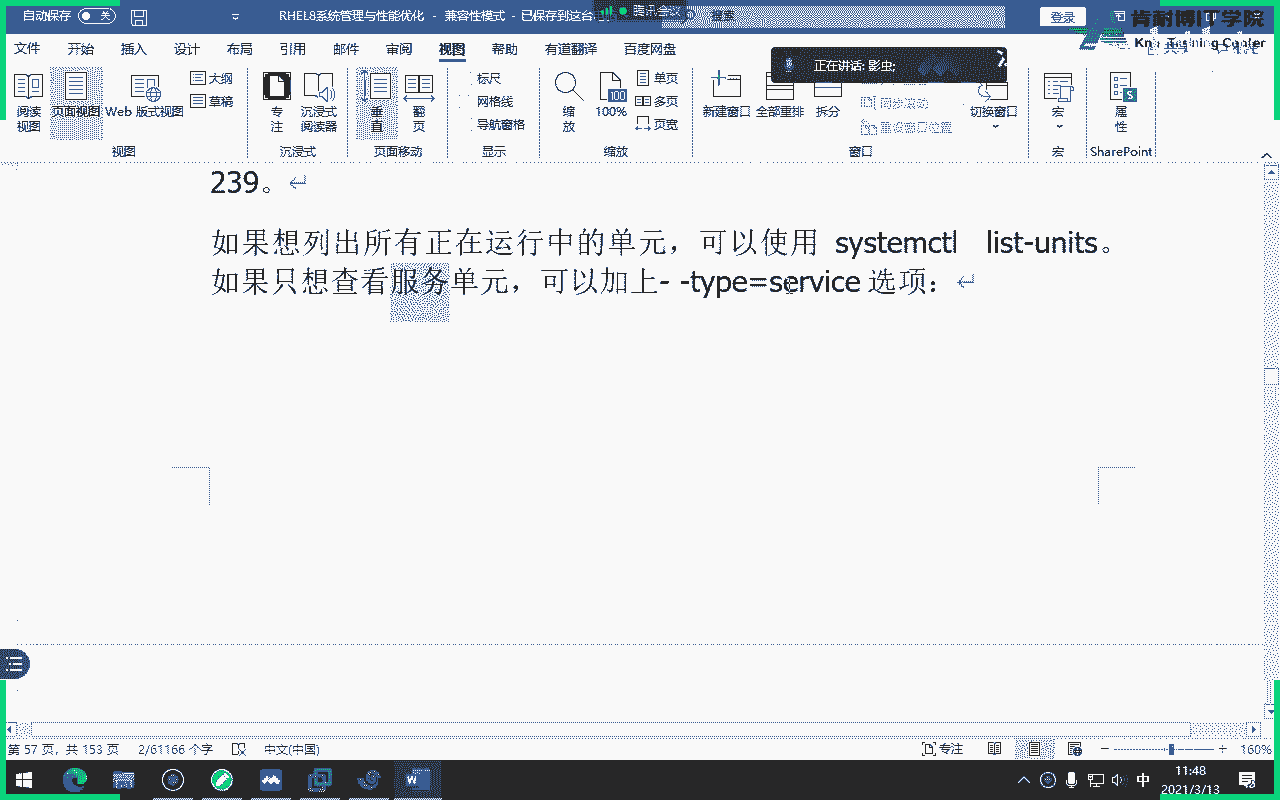 自动保存 关 RHEL8系统管理与性能优化 - 兼容性模式 - 已保存到这台 腾讯会议 登录 登录
肯耐博叮学院
文件 开始 插入 设计 布局 引用 邮件 审阅 视图 帮助 有道翻译 百度网盘
正在讲话: 影虫;
大纲 标尺 单页
草稿 网格线 多页
导航窗格 页宽
阅读视图 页面视图 Web 版式视图 专注 沉浸式阅读器 垂直 翻页 缩放 100% 新建窗口 全部重排 拆分 同步滚动 重设窗口位置 切换窗口 宏 属性
视图 沉浸式 页面移动 显示 缩放 窗口 宏 SharePoint
239。
如果想列出所有正在运行中的单元，可以使用 systemctl list-units。
如果只想查看服务单元，可以加上- -type=service 选项：
第 57 页，共 153 页 2/61166 个字 中文(中国) 专注 160%
中 11:48
2021/3/13